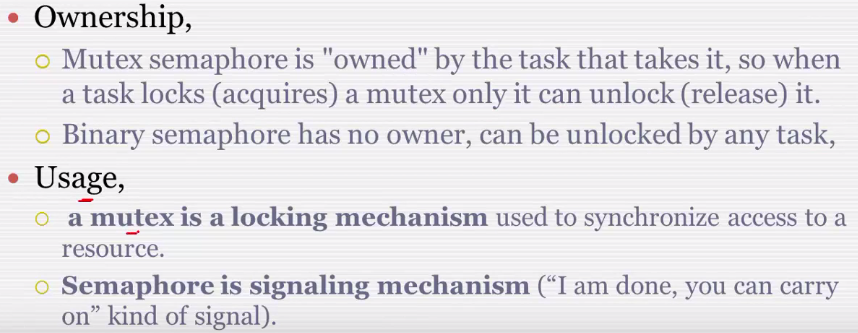 Ownership,
Mutex semaphore is "owned" by the task that takes it, so when
a task locks (acquires) a mutex only it can unlock (release) it.
Binary semaphore has no owner, can be unlocked by any task,
Usage,
a mutex is a locking mechanism used to synchronize access to a
resource.
Semaphore is signaling mechanism (“I am done, you can carry
on” kind of signal).